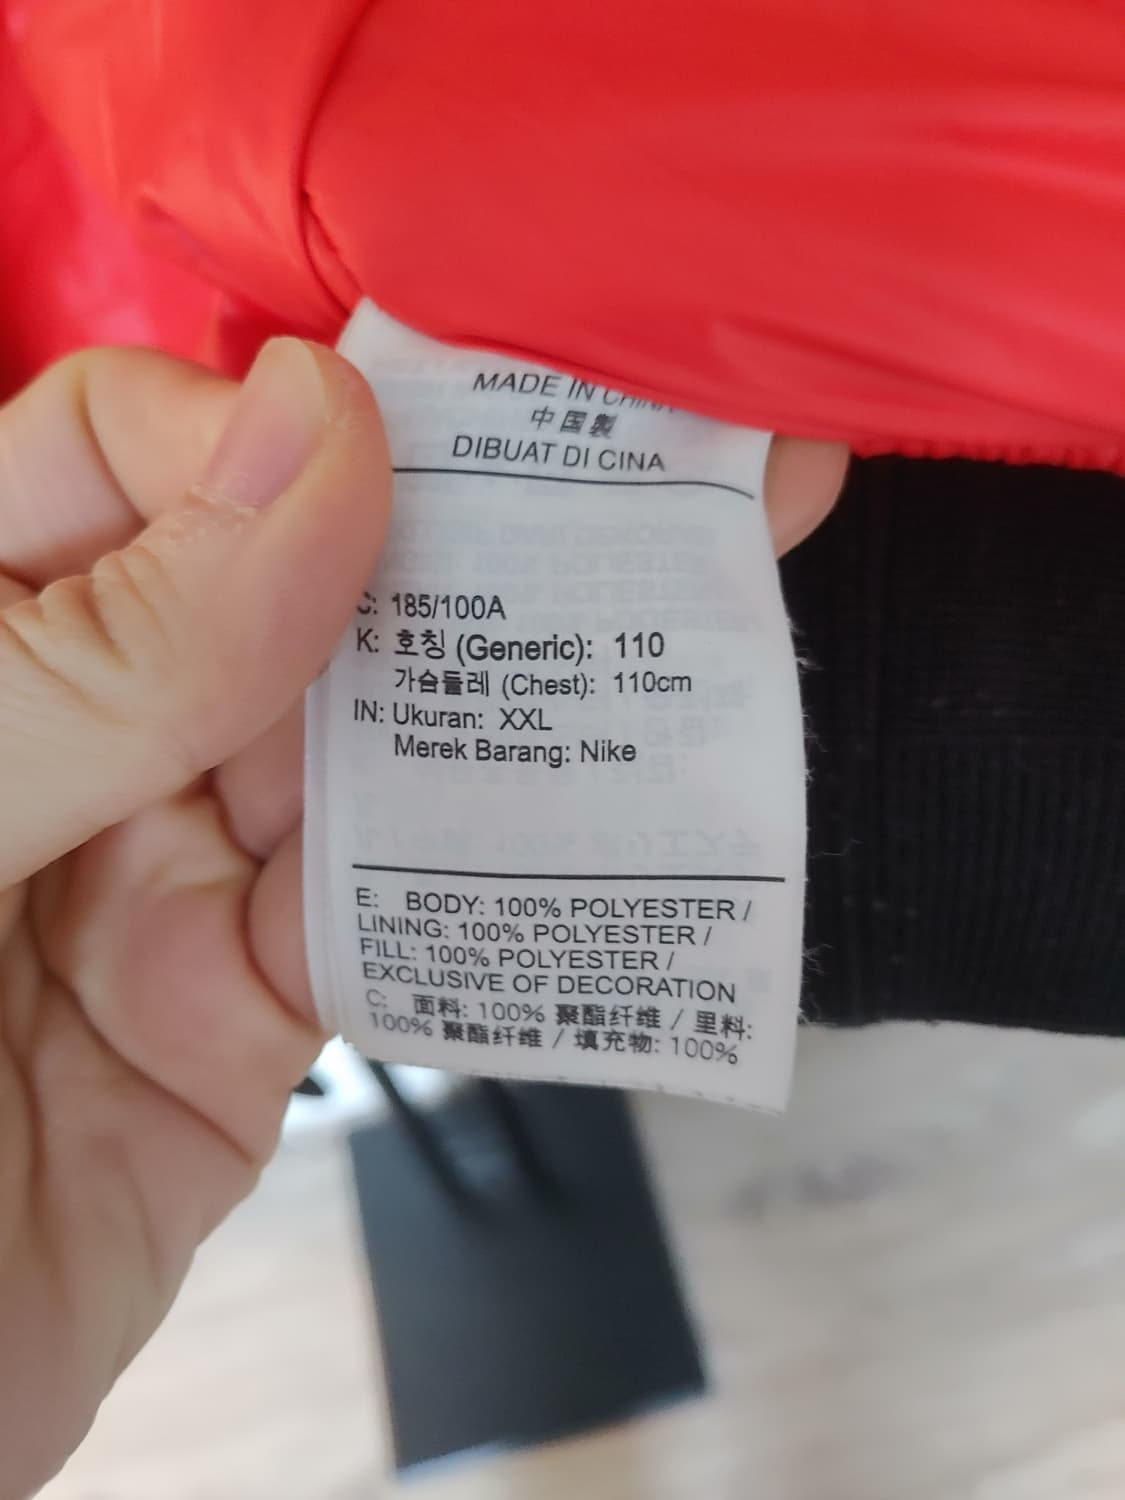 MADE IN CHINA
中国製
DIBUAT DI CINA
C: 185/100A
K: 호칭 (Generic): 110
가슴둘레 (Chest): 110cm
IN: Ukuran: XXL
Merek Barang: Nike
E: BODY: 100% POLYESTER /
LINING: 100% POLYESTER /
FILL: 100% POLYESTER /
EXCLUSIVE OF DECORATION
C: 面料: 100% 聚酯纤维 / 里料:
100% 聚酯纤维 / 填充物: 100%